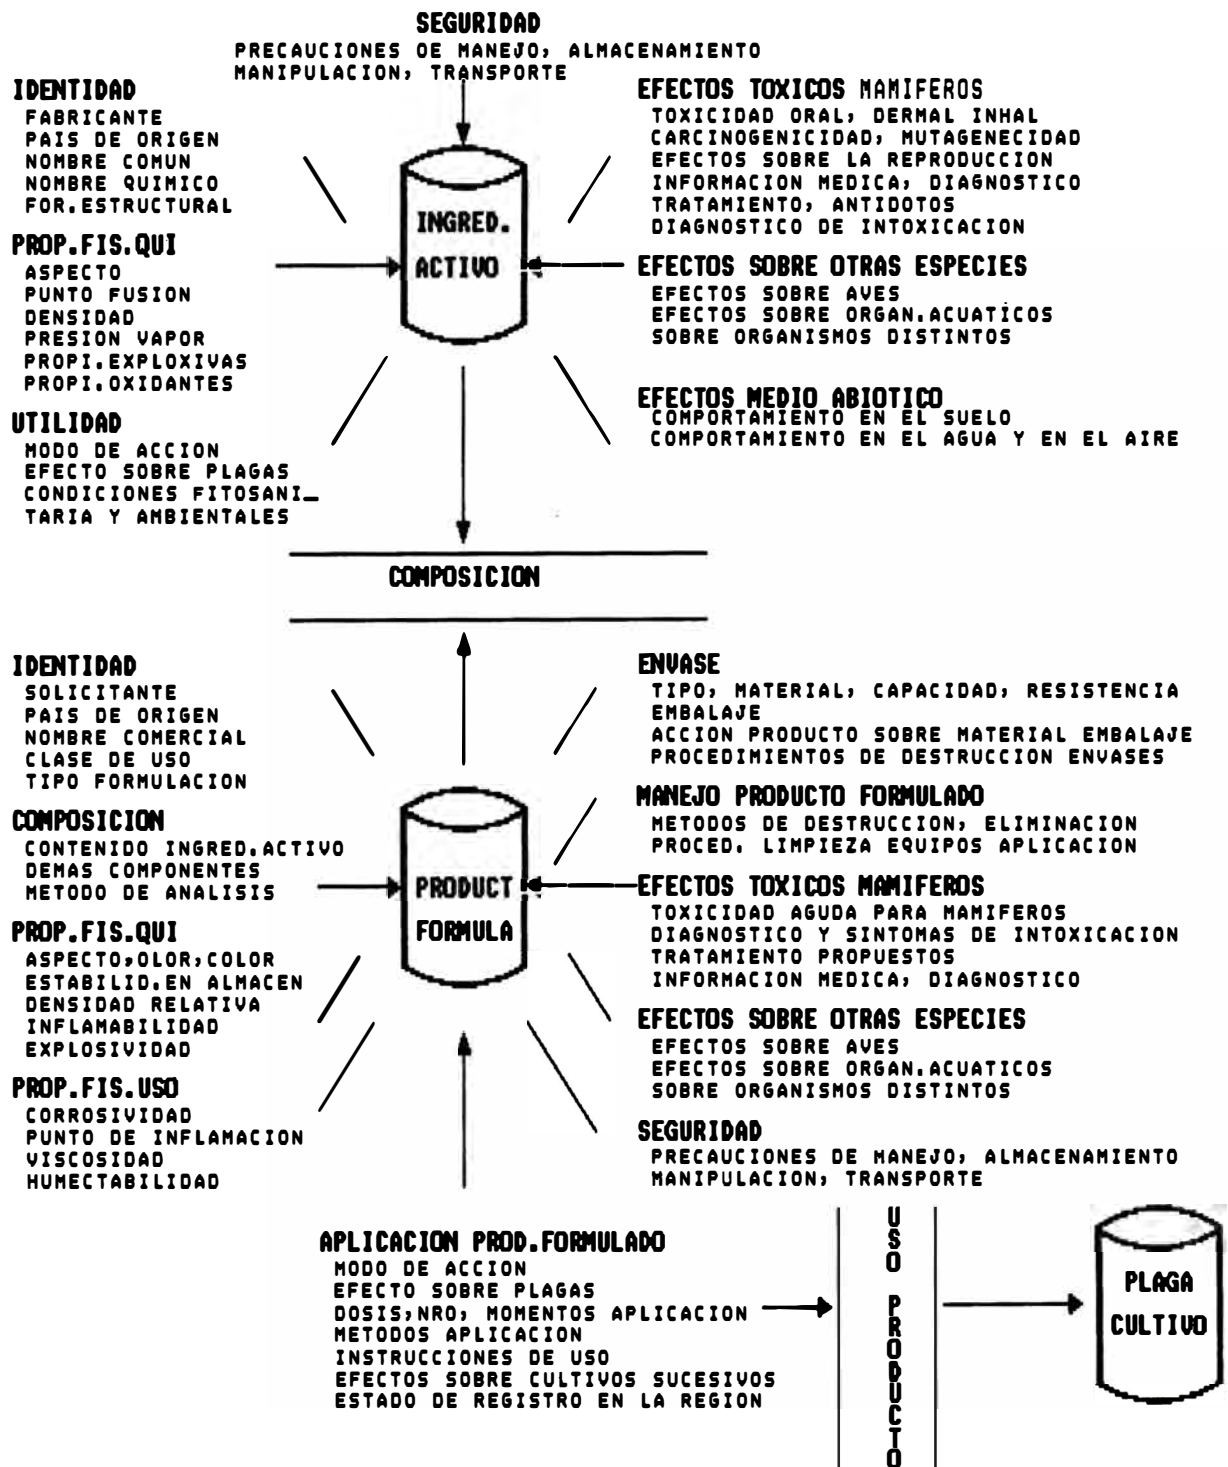 SEGURIDAD
PRECAUCIONES DE MANEJO, ALMACENAMIENTO
MANIPULACION, TRANSPORTE
IDENTIDAD
FABRICANTE
PAIS DE ORIGEN
NOMBRE COMUN
NOMBRE QUIMICO
FOR.ESTRUCTURAL
PROP.FIS.QUI
ASPECTO
PUNTO FUSION
DENSIDAD
PRESION VAPOR
PROPI.EXPLOXIVAS
PROPI.OXIDANTES
UTILIDAD
MODO DE ACCION
EFECTO SOBRE PLAGAS
CONDICIONES FITOSANI_
TARIA Y AMBIENTALES
INGRED.
ACTIVO
EFECTOS TOXICOS MAMIFEROS
TOXICIDAD ORAL, DERMAL INHAL
CARCINOGENICIDAD, MUTAGENECIDAD
EFECTOS SOBRE LA REPRODUCCION
INFORMACION MEDICA, DIAGNOSTICO
TRATAMIENTO, ANTIDOTOS
DIAGNOSTICO DE INTOXICACION
EFECTOS SOBRE OTRAS ESPECIES
EFECTOS SOBRE AVES
EFECTOS SOBRE ORGAN.ACUATICOS
SOBRE ORGANISMOS DISTINTOS
EFECTOS MEDIO ABIOTICO
COMPORTAMIENTO EN EL SUELO
COMPORTAMIENTO EN EL AGUA Y EN EL AIRE
COMPOSICION
IDENTIDAD
SOLICITANTE
PAIS DE ORIGEN
NOMBRE COMERCIAL
CLASE DE USO
TIPO FORMULACION
COMPOSICION
CONTENIDO INGRED.ACTIVO
DEMAS COMPONENTES
METODO DE ANALISIS
PROP.FIS.QUI
ASPECTO,OLOR,COLOR
ESTABILID.EN ALMACEN
DENSIDAD RELATIVA
INFLAMABILIDAD
EXPLOSIVIDAD
PROP.FIS.USO
CORROSIVIDAD
PUNTO DE INFLAMACION
VISCOSIDAD
HUMECTABILIDAD
PRODUCT
FORMULA
ENVASE
TIPO, MATERIAL, CAPACIDAD, RESISTENCIA
EMBALAJE
ACCION PRODUCTO SOBRE MATERIAL EMBALAJE
PROCEDIMIENTOS DE DESTRUCCION ENVASES
MANEJO PRODUCTO FORMULADO
METODOS DE DESTRUCCION, ELIMINACION
PROCED. LIMPIEZA EQUIPOS APLICACION
EFECTOS TOXICOS MAMIFEROS
TOXICIDAD AGUDA PARA MAMIFEROS
DIAGNOSTICO Y SINTOMAS DE INTOXICACION
TRATAMIENTO PROPUESTOS
INFORMACION MEDICA, DIAGNOSTICO
EFECTOS SOBRE OTRAS ESPECIES
EFECTOS SOBRE AVES
EFECTOS SOBRE ORGAN.ACUATICOS
SOBRE ORGANISMOS DISTINTOS
SEGURIDAD
PRECAUCIONES DE MANEJO, ALMACENAMIENTO
MANIPULACION, TRANSPORTE
APLICACION PROD.FORMULADO
MODO DE ACCION
EFECTO SOBRE PLAGAS
DOSIS,NRO, MOMENTOS APLICACION
METODOS APLICACION
INSTRUCCIONES DE USO
EFECTOS SOBRE CULTIVOS SUCESIVOS
ESTADO DE REGISTRO EN LA REGION
USO PRODUCTO
PLAGA
CULTIVO